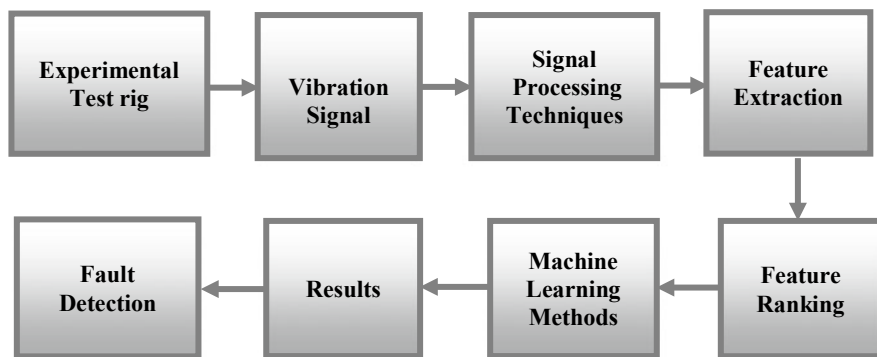 Experimental
Test rig
Vibration
Signal
Signal
Processing
Techniques
Feature
Extraction
Fault
Detection
Results
Machine
Learning
Methods
Feature
Ranking